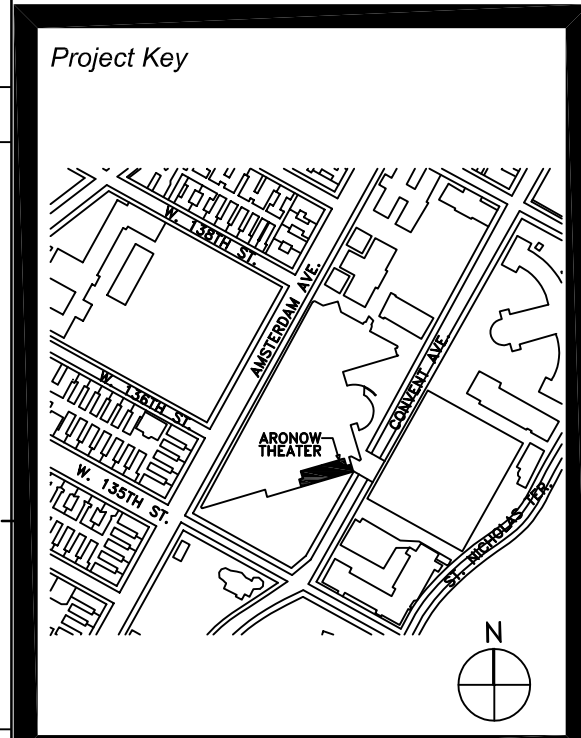 Project Key
W. 138TH ST.
AMSTERDAM AVE.
CONVENT AVE.
W. 136TH ST.
ARONOW
THEATER
W. 135TH ST.
ST. NICHOLAS TER.
N